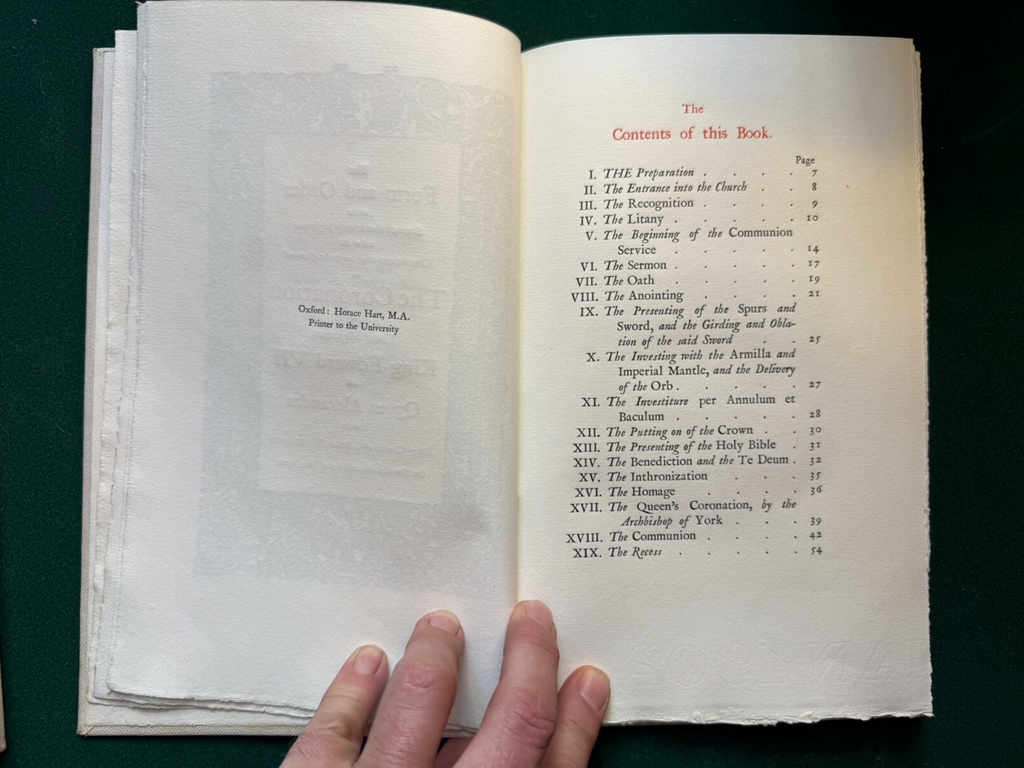 Oxford: Horace Hart, M.A.
Printer to the University
The
Contents of this Book.
Page
I. THE Preparation . . . . 7
II. The Entrance into the Church . . 8
III. The Recognition . . . . 9
IV. The Litany . . . . . 10
V. The Beginning of the Communion
Service . . . . . 14
VI. The Sermon . . . . . 17
VII. The Oath . . . . . 19
VIII. The Anointing . . . . 21
IX. The Presenting of the Spurs and
Sword, and the Girding and Obla-
tion of the said Sword . . 25
X. The Investing with the Armilla and
Imperial Mantle, and the Delivery
of the Orb . . . . . 27
XI. The Investiture per Annulum et
Baculum . . . . . 28
XII. The Putting on of the Crown . . 30
XIII. The Presenting of the Holy Bible . 31
XIV. The Benediction and the Te Deum . 32
XV. The Inthronization . . . 35
XVI. The Homage . . . . 36
XVII. The Queen's Coronation, by the
Archbishop of York . . . 39
XVIII. The Communion . . . . 42
XIX. The Recess . . . . . 54